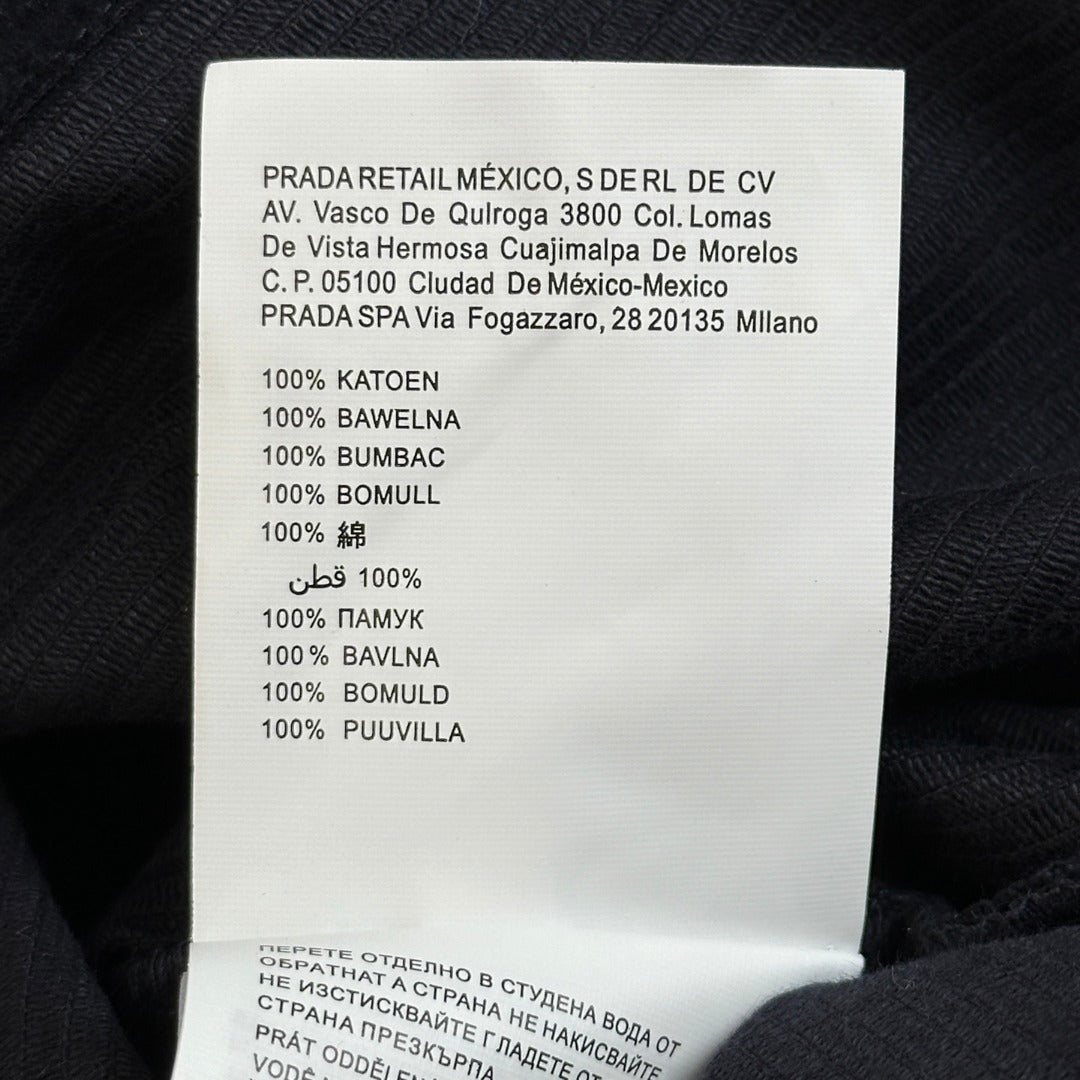 PRADA RETAIL MÉXICO, S DE RL DE CV
AV. Vasco De Qulroga 3800 Col. Lomas
De Vista Hermosa Cuajimalpa De Morelos
C. P. 05100 Cludad De México-Mexico
PRADA SPA Via Fogazzaro, 28 20135 Mllano
100% KATOEN
100% BAWELNA
100% BUMBAC
100% BOMULL
100% 綿
100% قطن
100% ПАМУК
100% BAVLNA
100% BOMULD
100% PUUVILLA
ПЕРЕТЕ ОТДЕЛНО В СТУДЕНА ВОДА ОТ
ОБРАТНАТ А СТРАНА НЕ НАКИСВАЙТЕ
НЕ ИЗСТИСКВАЙТЕ ГЛАДЕТЕ ОТ
СТРАНА ПРЕЗКЪРПА
PRÁT